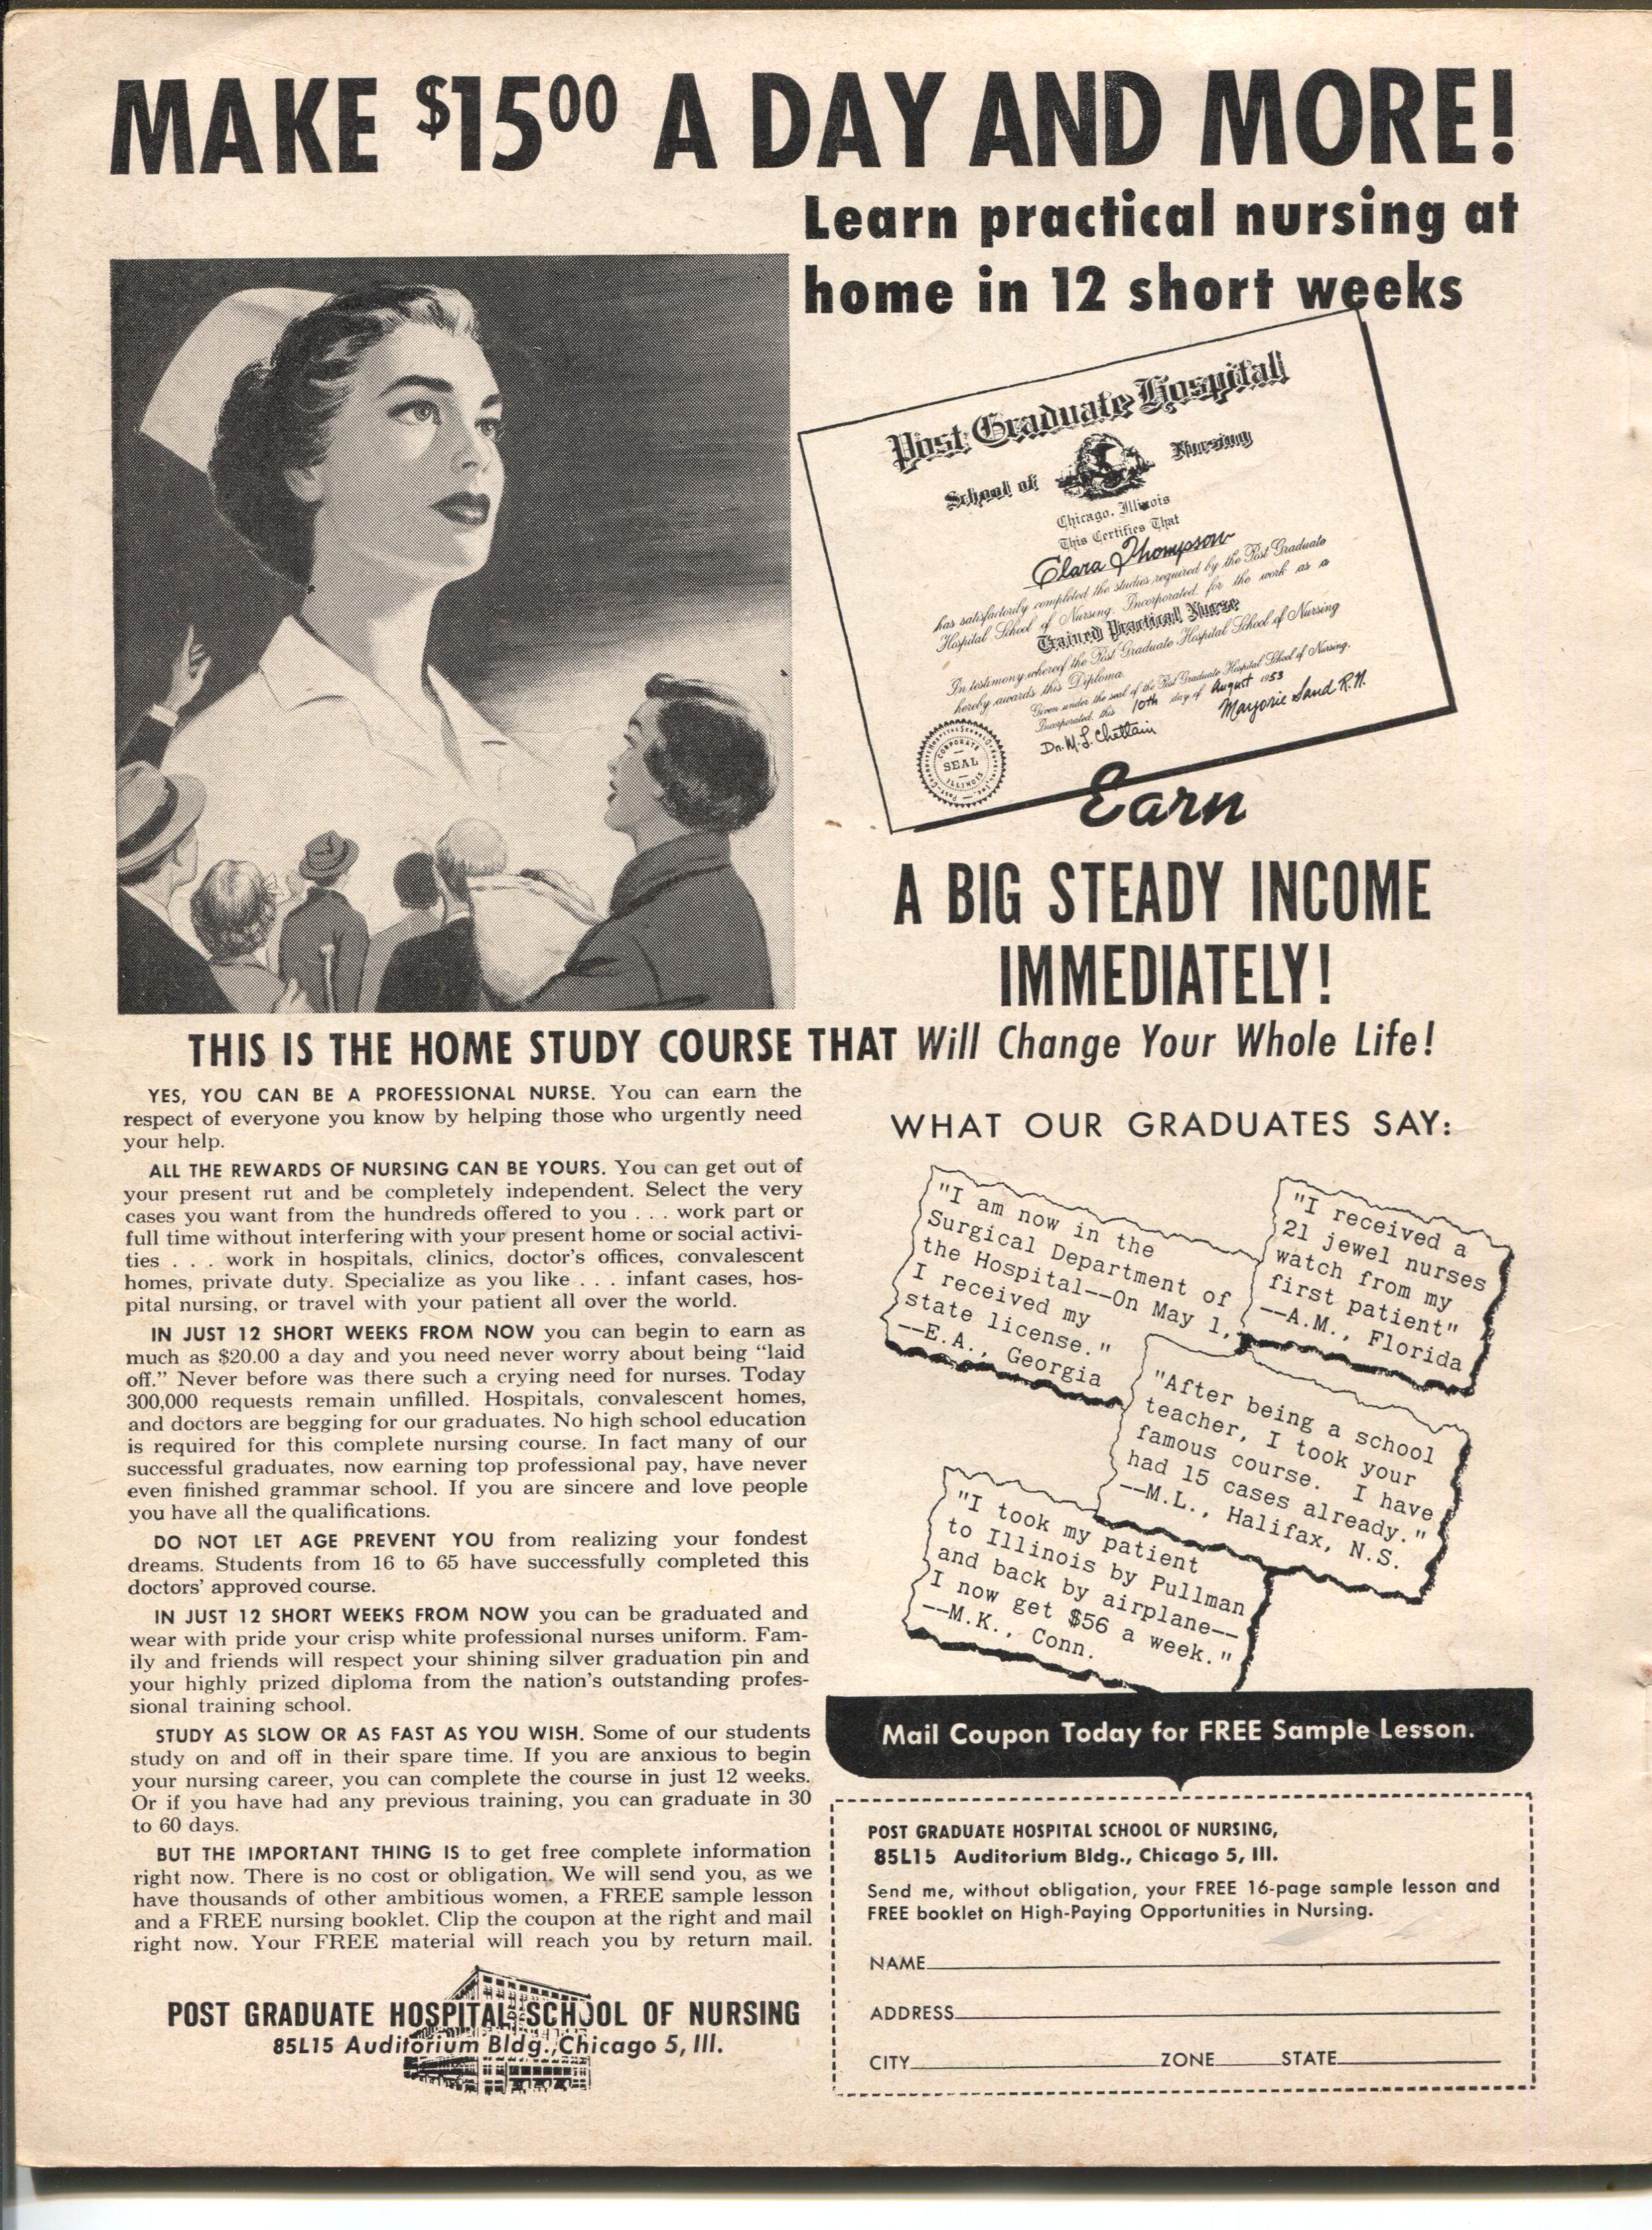 MAKE $15⁰⁰ A DAY AND MORE!
Learn practical nursing at
home in 12 short weeks
Post Graduate Hospital
School of Nursing
Chicago, Illinois
This Certifies That
Clara Thompson
has satisfactorily completed the studies required by the Post Graduate
Hospital School of Nursing, Incorporated, for the work as a
Trained Practical Nurse
In testimony whereof the Post Graduate Hospital School of Nursing
hereby awards this Diploma.
Given under the seal of the Post Graduate Hospital School of Nursing,
Incorporated, this 10th day of August 1953
Dr. M. L. Chettain
Marjorie Sand R.N.
CORPORATE
SEAL
ILLINOIS
Earn
A BIG STEADY INCOME
IMMEDIATELY!
THIS IS THE HOME STUDY COURSE THAT Will Change Your Whole Life!
YES, YOU CAN BE A PROFESSIONAL NURSE. You can earn the
respect of everyone you know by helping those who urgently need
your help.
ALL THE REWARDS OF NURSING CAN BE YOURS. You can get out of
your present rut and be completely independent. Select the very
cases you want from the hundreds offered to you . . . work part or
full time without interfering with your present home or social activi-
ties . . . work in hospitals, clinics, doctor's offices, convalescent
homes, private duty. Specialize as you like . . . infant cases, hos-
pital nursing, or travel with your patient all over the world.
IN JUST 12 SHORT WEEKS FROM NOW you can begin to earn as
much as $20.00 a day and you need never worry about being "laid
off." Never before was there such a crying need for nurses. Today
300,000 requests remain unfilled. Hospitals, convalescent homes,
and doctors are begging for our graduates. No high school education
is required for this complete nursing course. In fact many of our
successful graduates, now earning top professional pay, have never
even finished grammar school. If you are sincere and love people
you have all the qualifications.
DO NOT LET AGE PREVENT YOU from realizing your fondest
dreams. Students from 16 to 65 have successfully completed this
doctors' approved course.
IN JUST 12 SHORT WEEKS FROM NOW you can be graduated and
wear with pride your crisp white professional nurses uniform. Fam-
ily and friends will respect your shining silver graduation pin and
your highly prized diploma from the nation's outstanding profes-
sional training school.
STUDY AS SLOW OR AS FAST AS YOU WISH. Some of our students
study on and off in their spare time. If you are anxious to begin
your nursing career, you can complete the course in just 12 weeks.
Or if you have had any previous training, you can graduate in 30
to 60 days.
BUT THE IMPORTANT THING IS to get free complete information
right now. There is no cost or obligation. We will send you, as we
have thousands of other ambitious women, a FREE sample lesson
and a FREE nursing booklet. Clip the coupon at the right and mail
right now. Your FREE material will reach you by return mail.
POST GRADUATE HOSPITAL SCHOOL OF NURSING
85L15 Auditorium Bldg., Chicago 5, Ill.
WHAT OUR GRADUATES SAY:
"I am now in the
Surgical Department of
the Hospital--On May 1,
I received my
state license."
--E.A., Georgia
"I received a
21 jewel nurses
watch from my
first patient"
--A.M., Florida
"After being a school
teacher, I took your
famous course. I have
had 15 cases already."
--M.L., Halifax, N.S.
"I took my patient
to Illinois by Pullman
and back by airplane--
I now get $56 a week."
--M.K., Conn.
Mail Coupon Today for FREE Sample Lesson.
POST GRADUATE HOSPITAL SCHOOL OF NURSING,
85L15 Auditorium Bldg., Chicago 5, Ill.
Send me, without obligation, your FREE 16-page sample lesson and
FREE booklet on High-Paying Opportunities in Nursing.
NAME
ADDRESS
CITY ZONE STATE